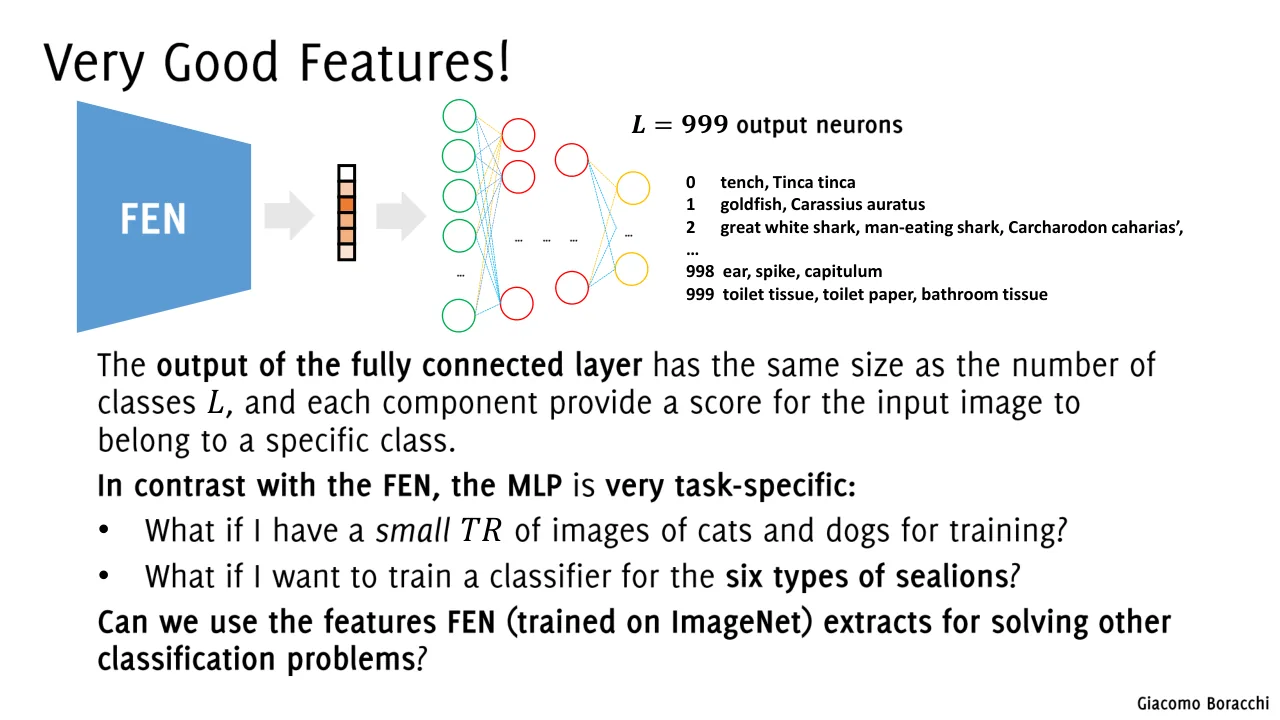 Very Good Features!
FEN
L = 999 output neurons
0 tench, Tinca tinca
1 goldfish, Carassius auratus
2 great white shark, man-eating shark, Carcharodon caharias’,
…
998 ear, spike, capitulum
999 toilet tissue, toilet paper, bathroom tissue
…
… … …
…
The output of the fully connected layer has the same size as the number of
classes L, and each component provide a score for the input image to
belong to a specific class.
In contrast with the FEN, the MLP is very task-specific:
• What if I have a small TR of images of cats and dogs for training?
• What if I want to train a classifier for the six types of sealions?
Can we use the features FEN (trained on ImageNet) extracts for solving other
classification problems?
Giacomo Boracchi